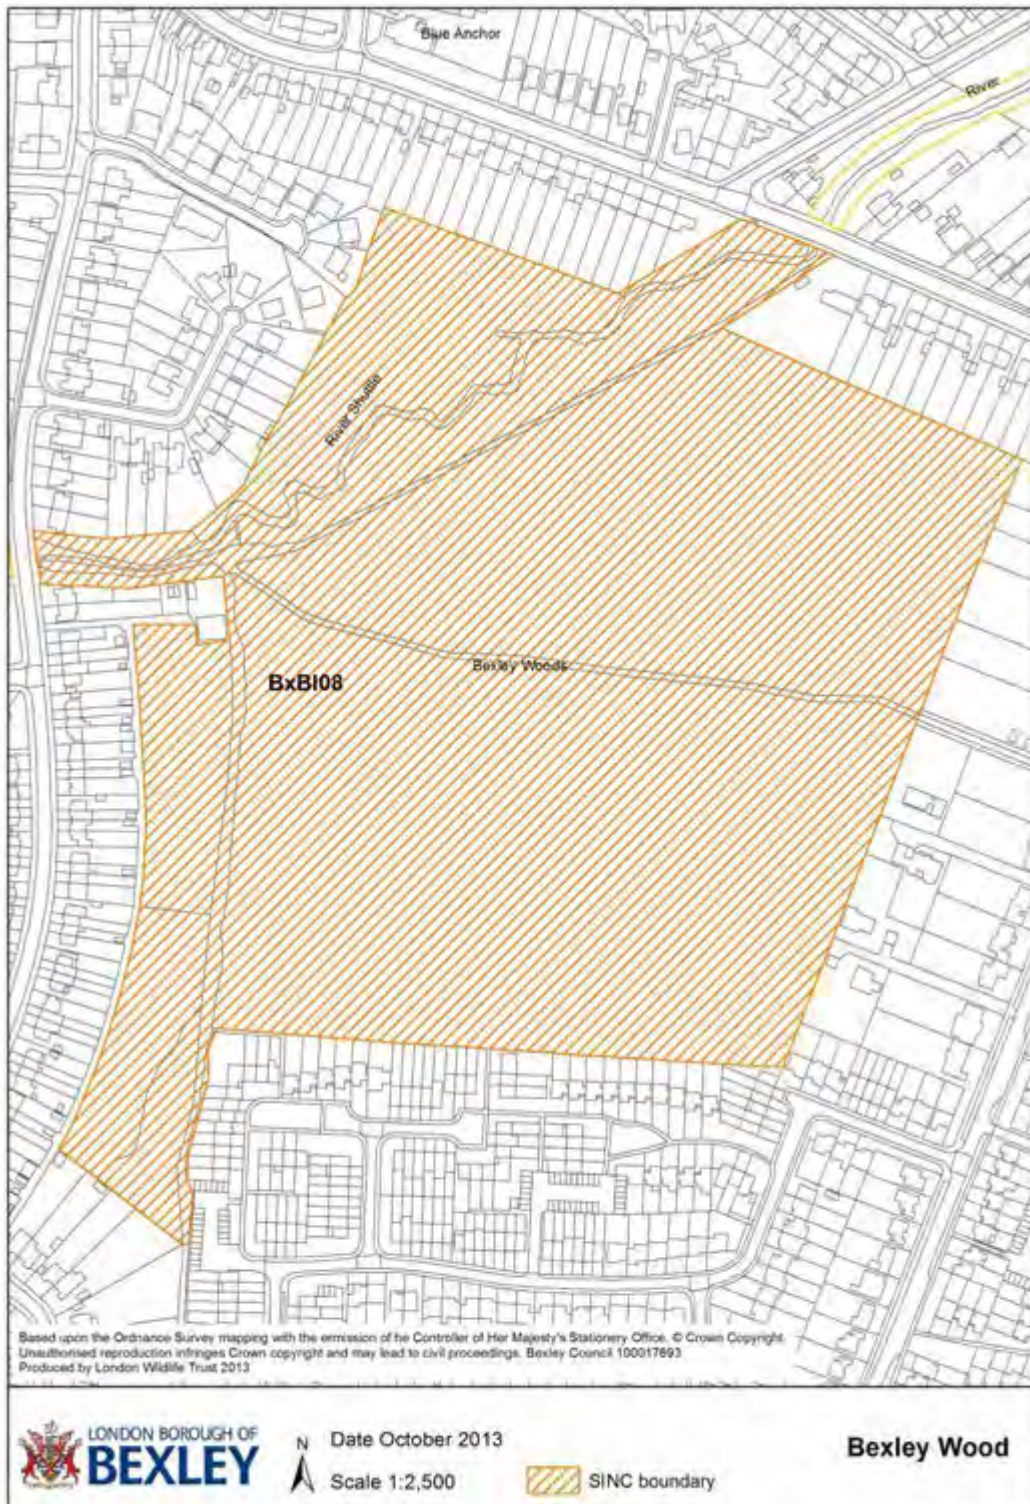 Blue Anchor
River
River Shuttle
Bexley Woods
BxBI08
Based upon the Ordnance Survey mapping with the ermission of he Controller of Her Majesty's Stationery Office. © Crown Copyright.
Unauthorised reproduction infringes Crown copyright and may lead to civil proceedings. Bexley Council 100017693
Produced by London Wildlife Trust 2013
LONDON BOROUGH OF
BEXLEY
N
Date October 2013
Scale 1:2,500
SINC boundary
Bexley Wood